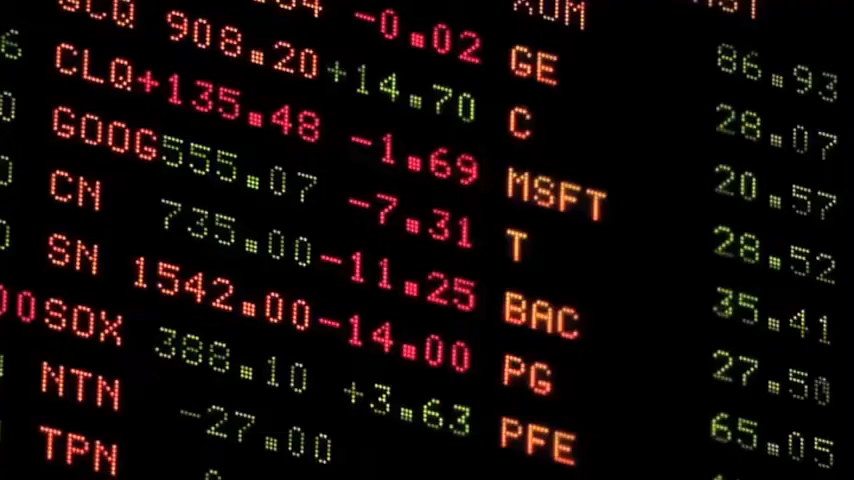 XOM 86.93
-0.02 GE 28.07
908.20 +14.70 C 20.57
CLQ +135.48 -1.69 MSFT 28.52
GOOG 555.07 -7.31 T 35.41
CN 735.00 -11.25 BAC 27.50
SN 1542.00 -14.00 PG 65.05
SOX 388.10 +3.63 PFE
NTN -27.00
TPN